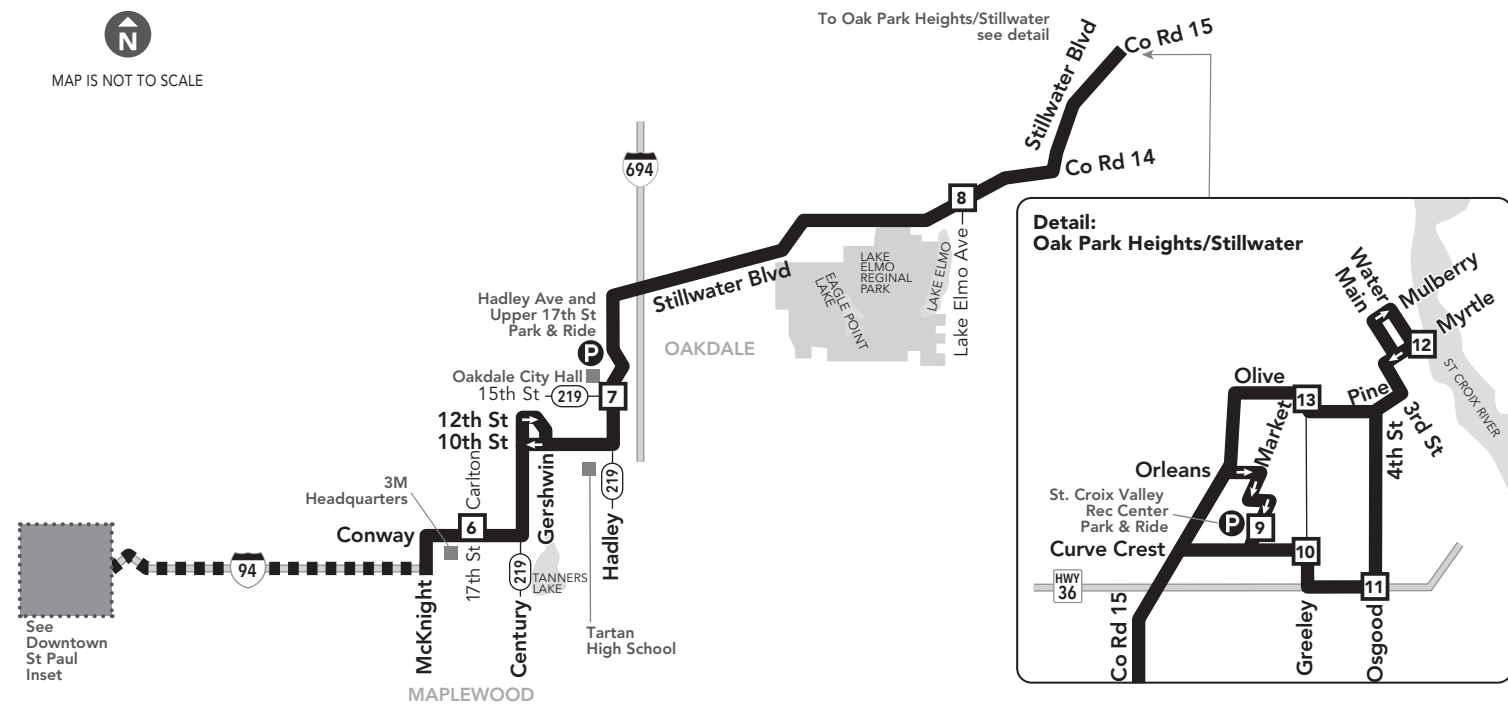 N
MAP IS NOT TO SCALE
To Oak Park Heights/Stillwater
see detail
Stillwater Blvd
Co Rd 15
Co Rd 14
694
8
Lake Elmo Ave
LAKE
ELMO
REGINAL
PARK
LAKE ELMO
EAGLE POINT
LAKE
Stillwater Blvd
Hadley Ave and
Upper 17th St
Park & Ride
P
OAKDALE
Oakdale City Hall
15th St
219
7
12th St
10th St
Gershwin
219
Hadley
3M
Headquarters
Carlton
6
17th St
Conway
94
McKnight
219
Century
TANNERS
LAKE
Tartan
High School
MAPLEWOOD
See
Downtown
St Paul
Inset
Detail:
Oak Park Heights/Stillwater
Water
Main
Mulberry
Myrtle
12
ST CROIX RIVER
Olive
13
Pine
3rd St
4th St
Market
Orleans
St. Croix Valley
Rec Center
Park & Ride
P
9
Curve Crest
10
HWY
36
11
Co Rd 15
Greeley
Osgood